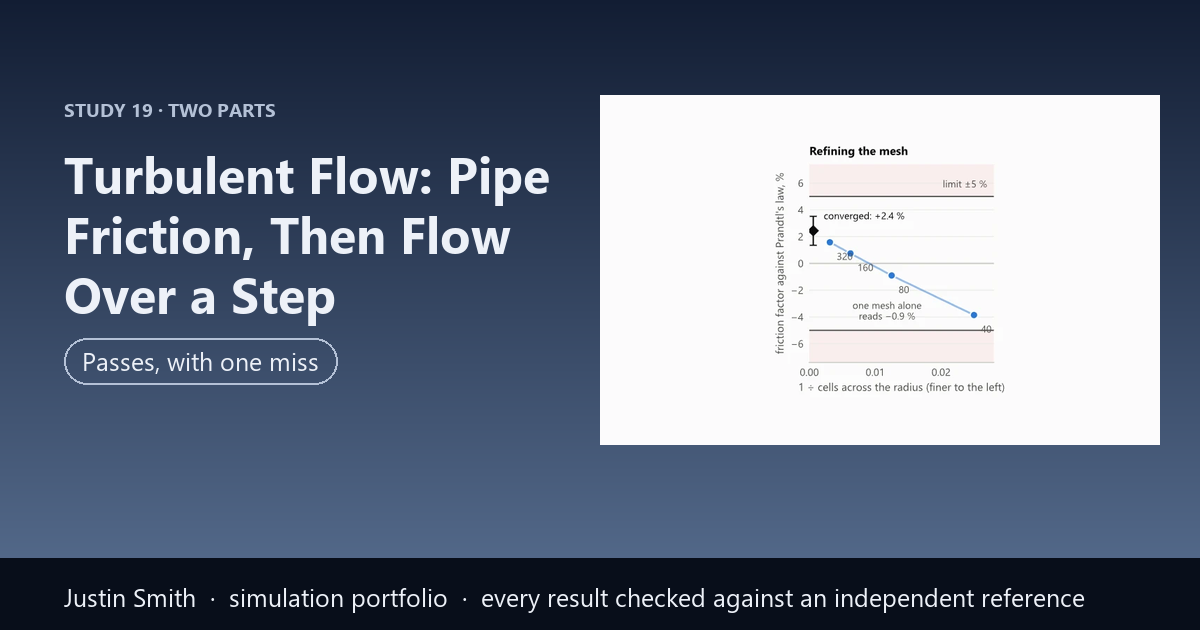 STUDY 19 · TWO PARTS
Turbulent Flow: Pipe
Friction, Then Flow
Over a Step
Passes, with one miss
Refining the mesh
friction factor against Prandtl's law, %
6
4
2
0
−2
−4
−6
limit ±5 %
converged: +2.4 %
320
160
80
40
one mesh alone
reads −0.9 %
0.00
0.01
0.02
1 ÷ cells across the radius (finer to the left)
Justin Smith · simulation portfolio · every result checked against an independent reference